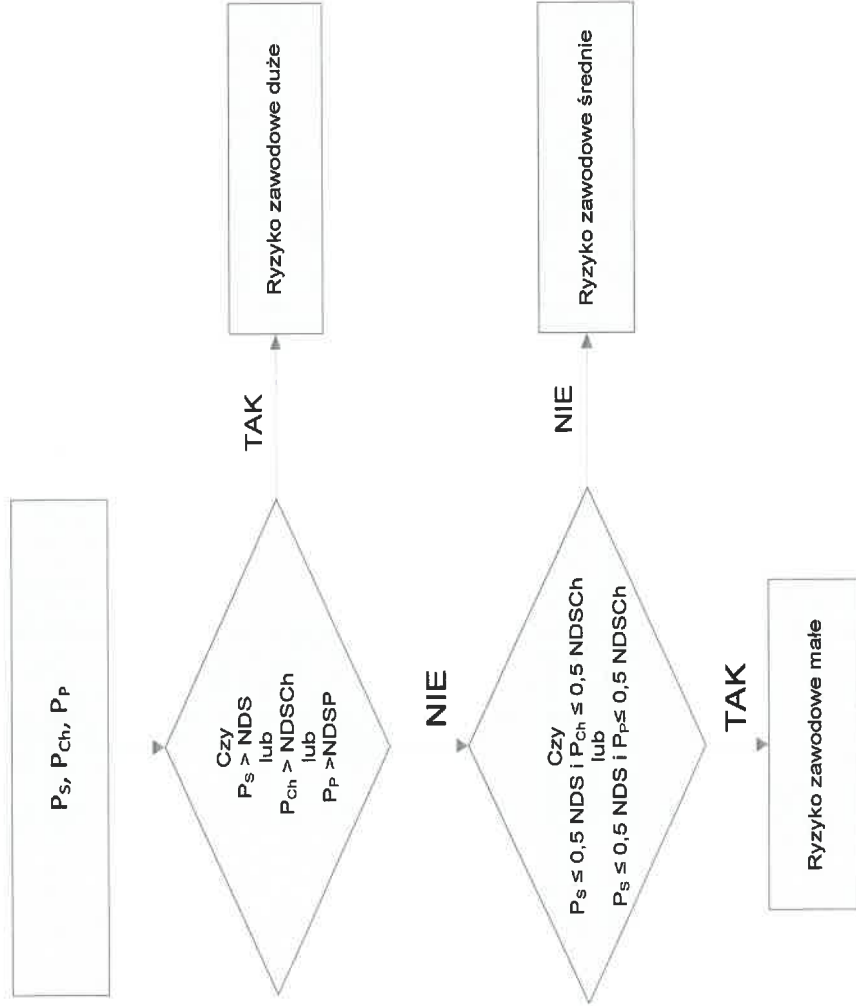 P_S, P_Ch, P_P
Czy
P_S > NDS
lub
P_Ch > NDSCh
lub
P_P >NDSP
TAK
Ryzyko zawodowe duże
NIE
Czy
P_S ≤ 0,5 NDS i P_Ch ≤ 0,5 NDSCh
lub
P_S ≤ 0,5 NDS i P_P≤ 0,5 NDSCh
NIE
Ryzyko zawodowe średnie
TAK
Ryzyko zawodowe małe